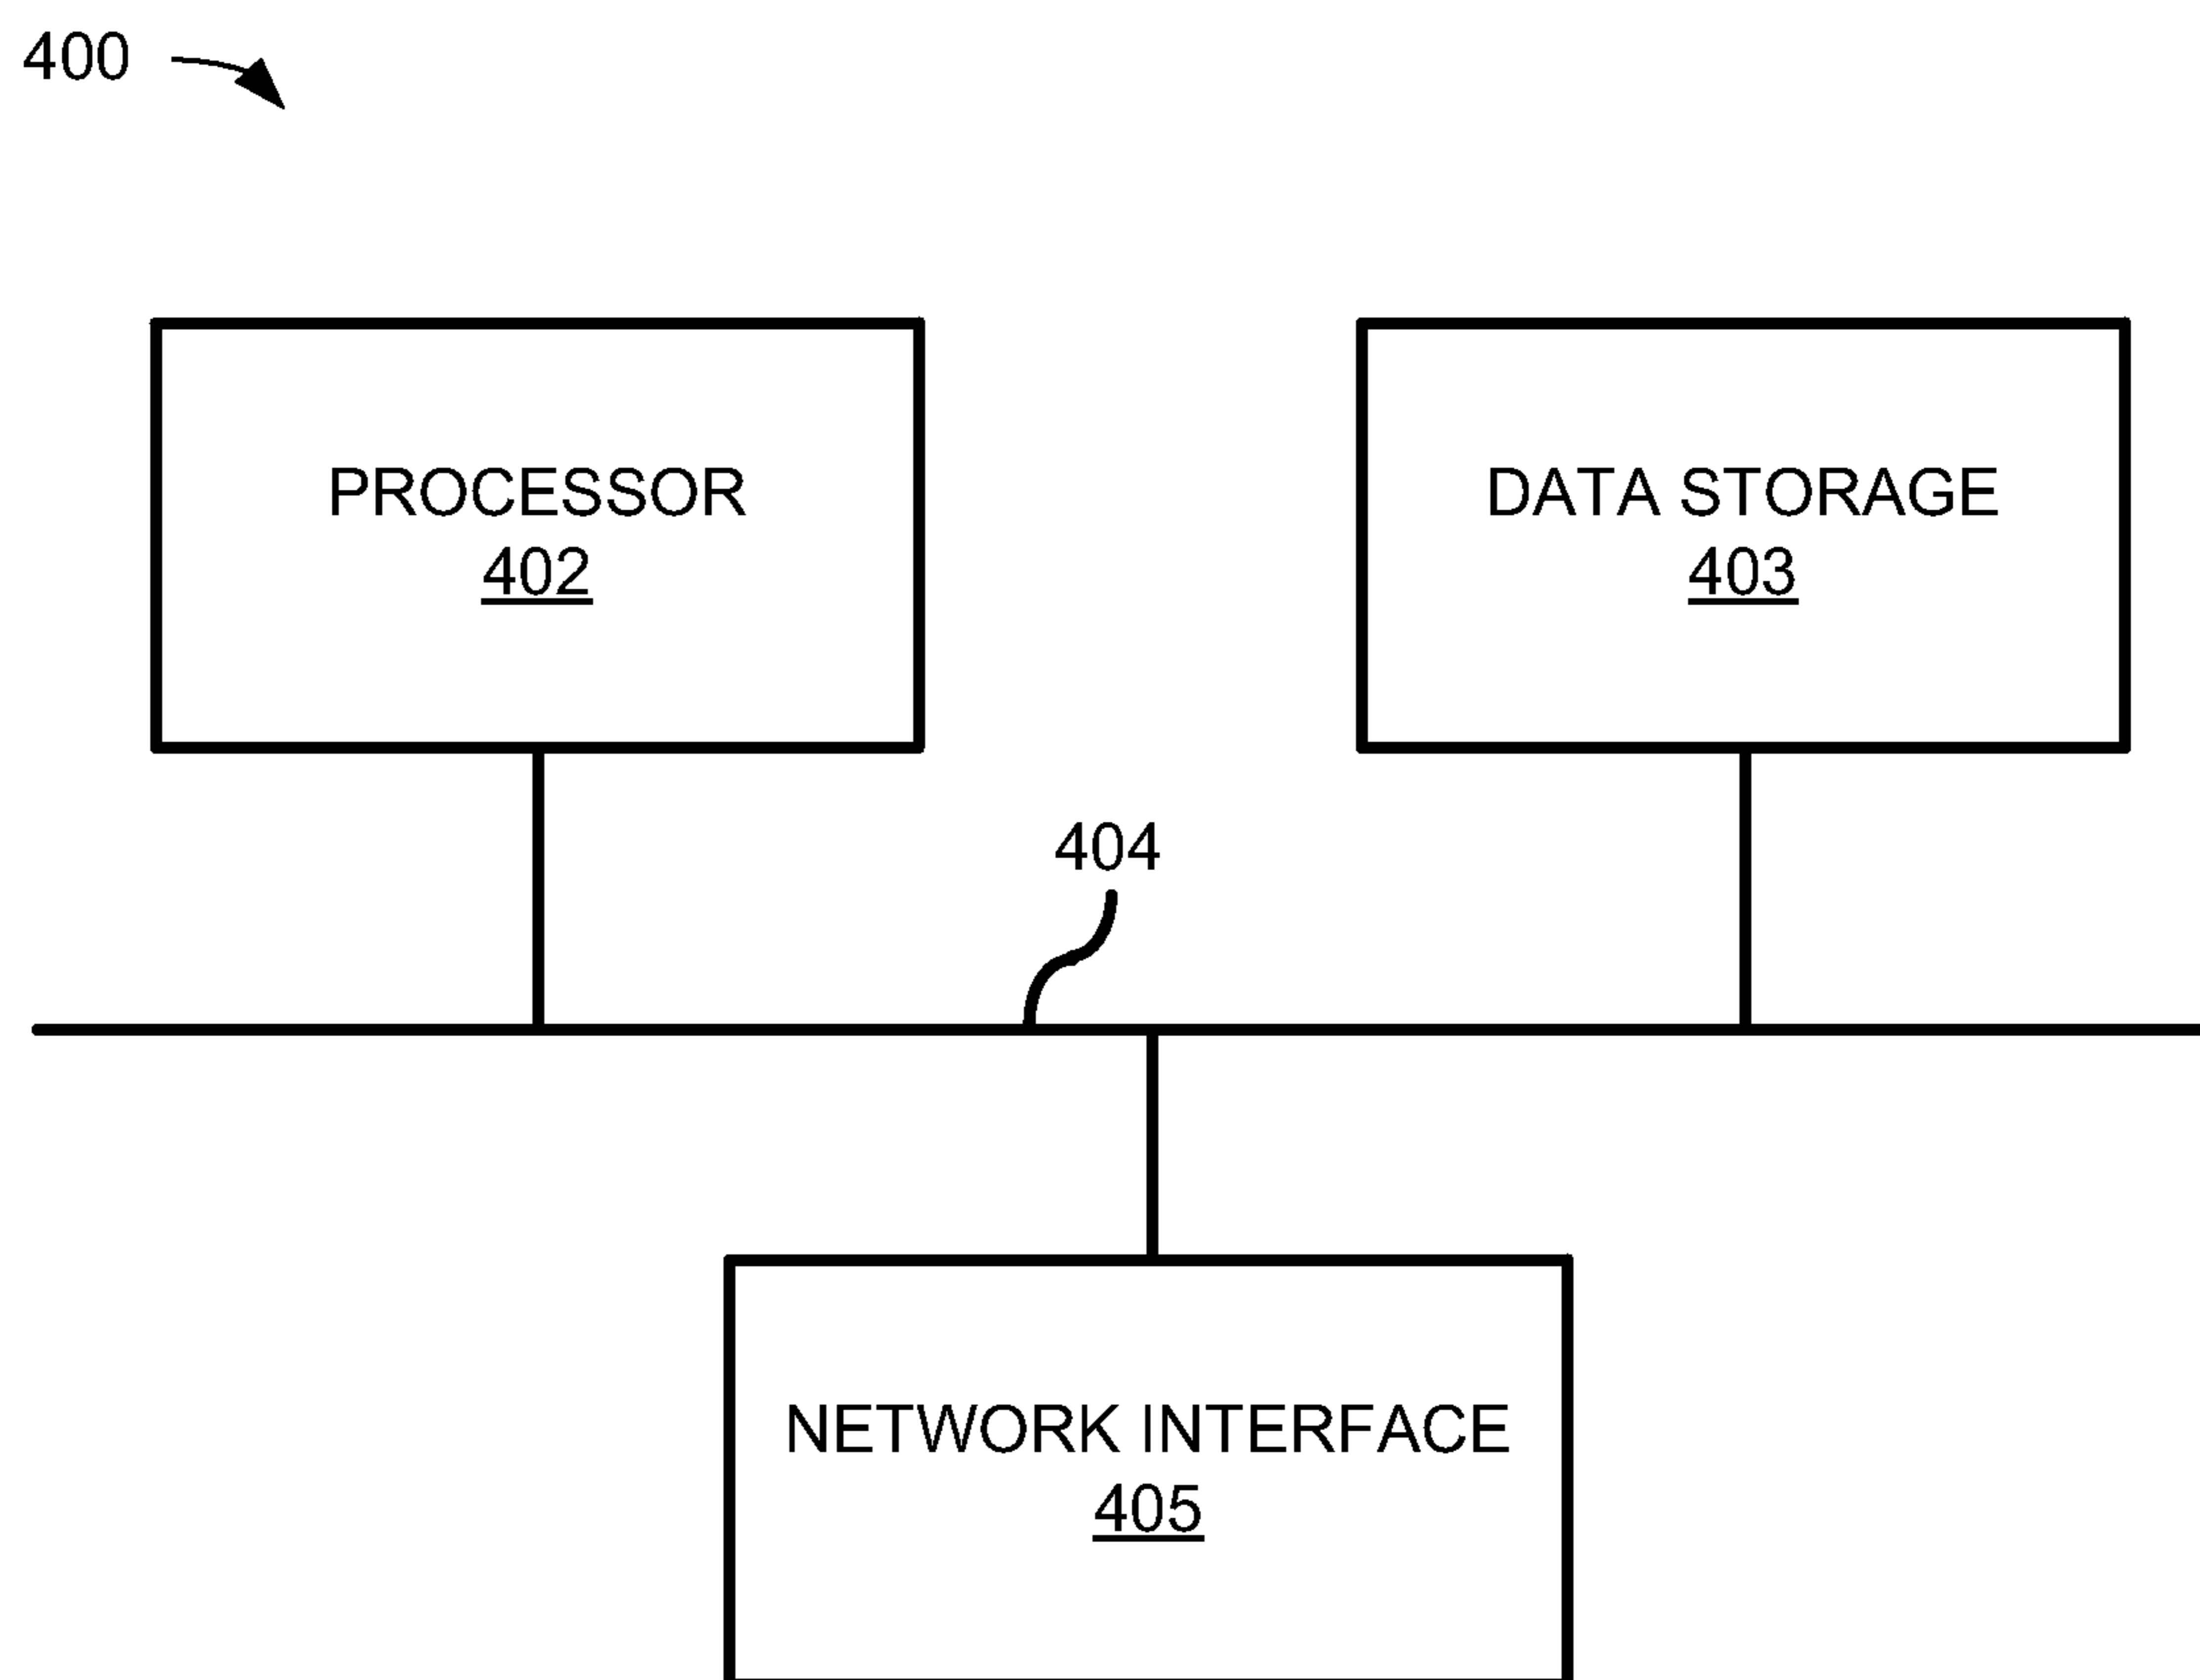 400
PROCESSOR
402
DATA STORAGE
403
404
NETWORK INTERFACE
405